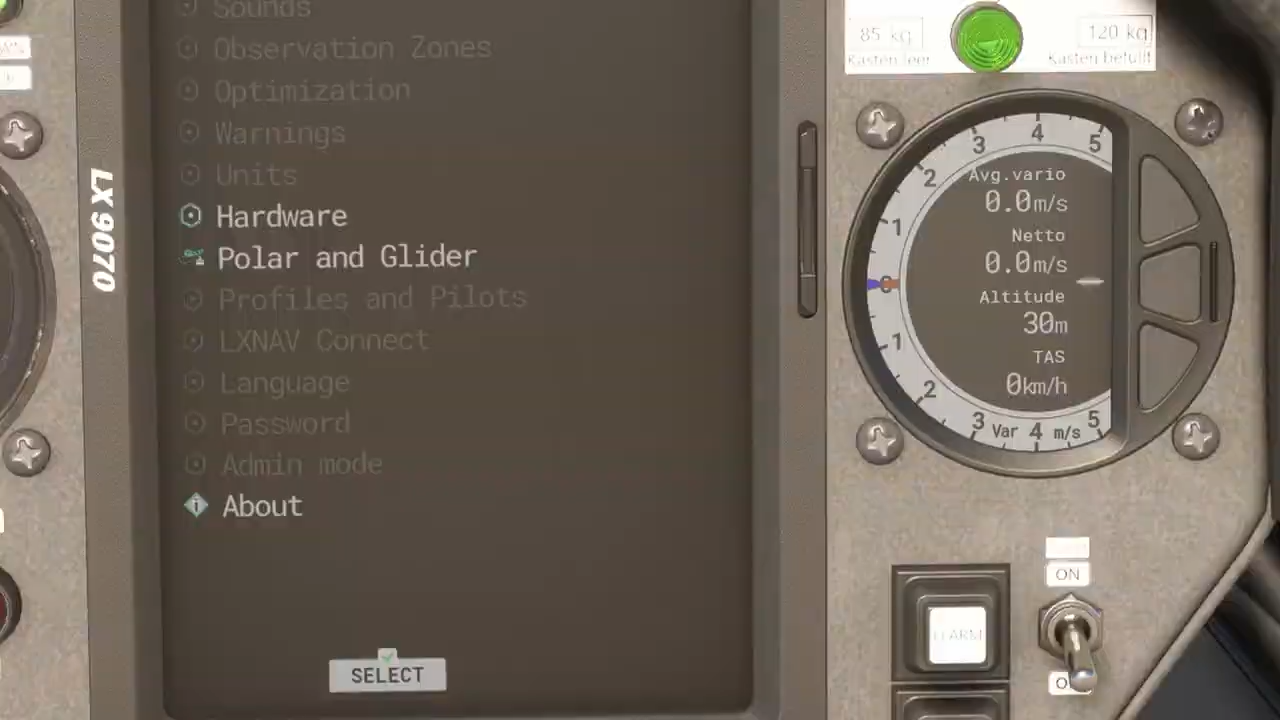 Sounds
Observation Zones
Optimization
Warnings
Units
Hardware
Polar and Glider
Profiles and Pilots
LXNAV Connect
Language
Password
Admin mode
About
SELECT
LX 9070
85 kg
120 kg
Kasten leer
Kasten befüllt
5
4
3
2
1
0
1
2
3
4
5
Var
m/s
Avg.vario
0.0m/s
Netto
0.0m/s
Altitude
30m
TAS
0km/h
FLARM
ON